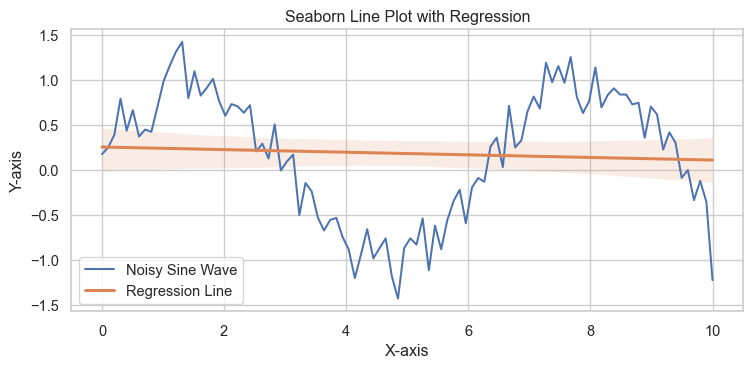 Seaborn Line Plot with Regression
1.5
1.0
0.5
0.0
−0.5
−1.0
−1.5
Y-axis
Noisy Sine Wave
Regression Line
0 2 4 6 8 10
X-axis